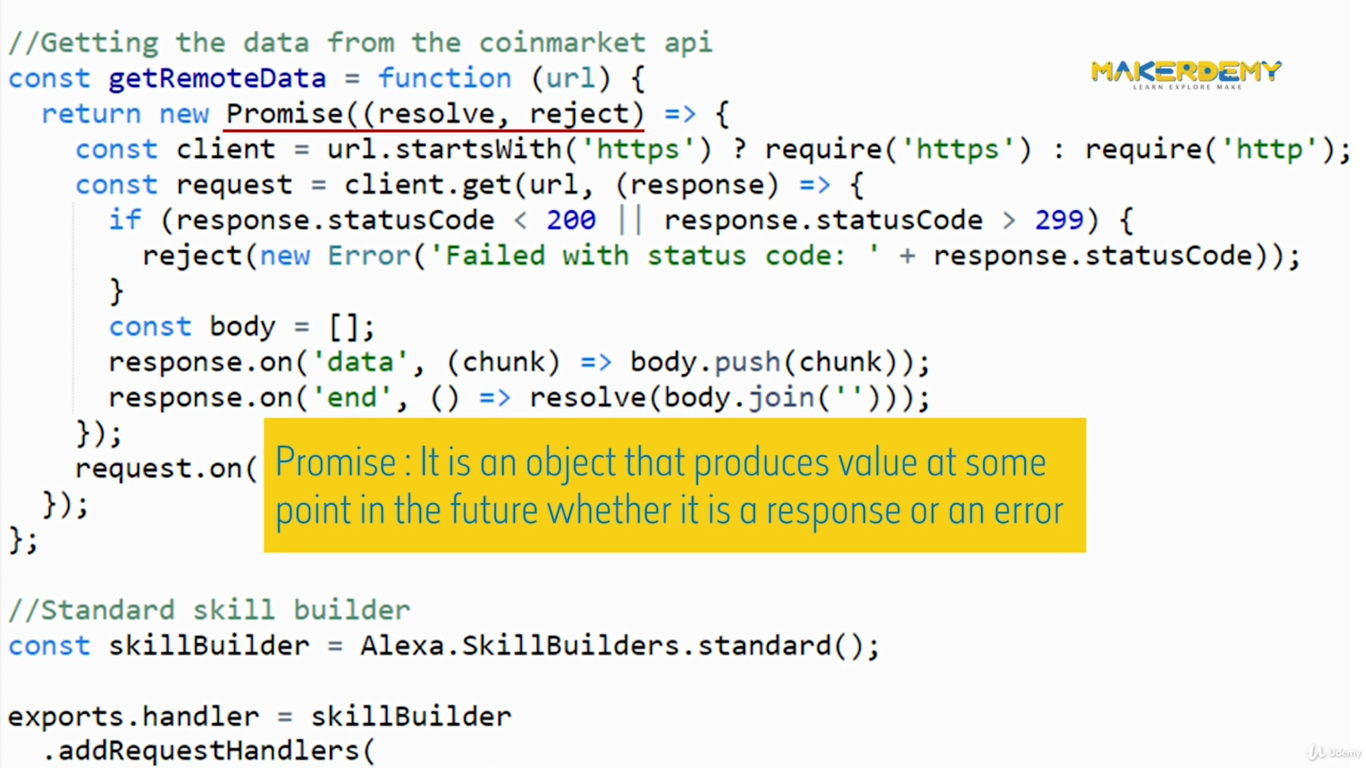 //Getting the data from the coinmarket api
const getRemoteData = function (url) {
return new Promise((resolve, reject) => {
const client = url.startsWith('https') ? require('https') : require('http');
const request = client.get(url, (response) => {
if (response.statusCode < 200 || response.statusCode > 299) {
reject(new Error('Failed with status code: ' + response.statusCode));
}
const body = [];
response.on('data', (chunk) => body.push(chunk));
response.on('end', () => resolve(body.join('')));
});
request.on(
});
};
Promise : It is an object that produces value at some
point in the future whether it is a response or an error
//Standard skill builder
const skillBuilder = Alexa.SkillBuilders.standard();
exports.handler = skillBuilder
.addRequestHandlers(
MAKERDEMY
LEARN EXPLORE MAKE
Udemy